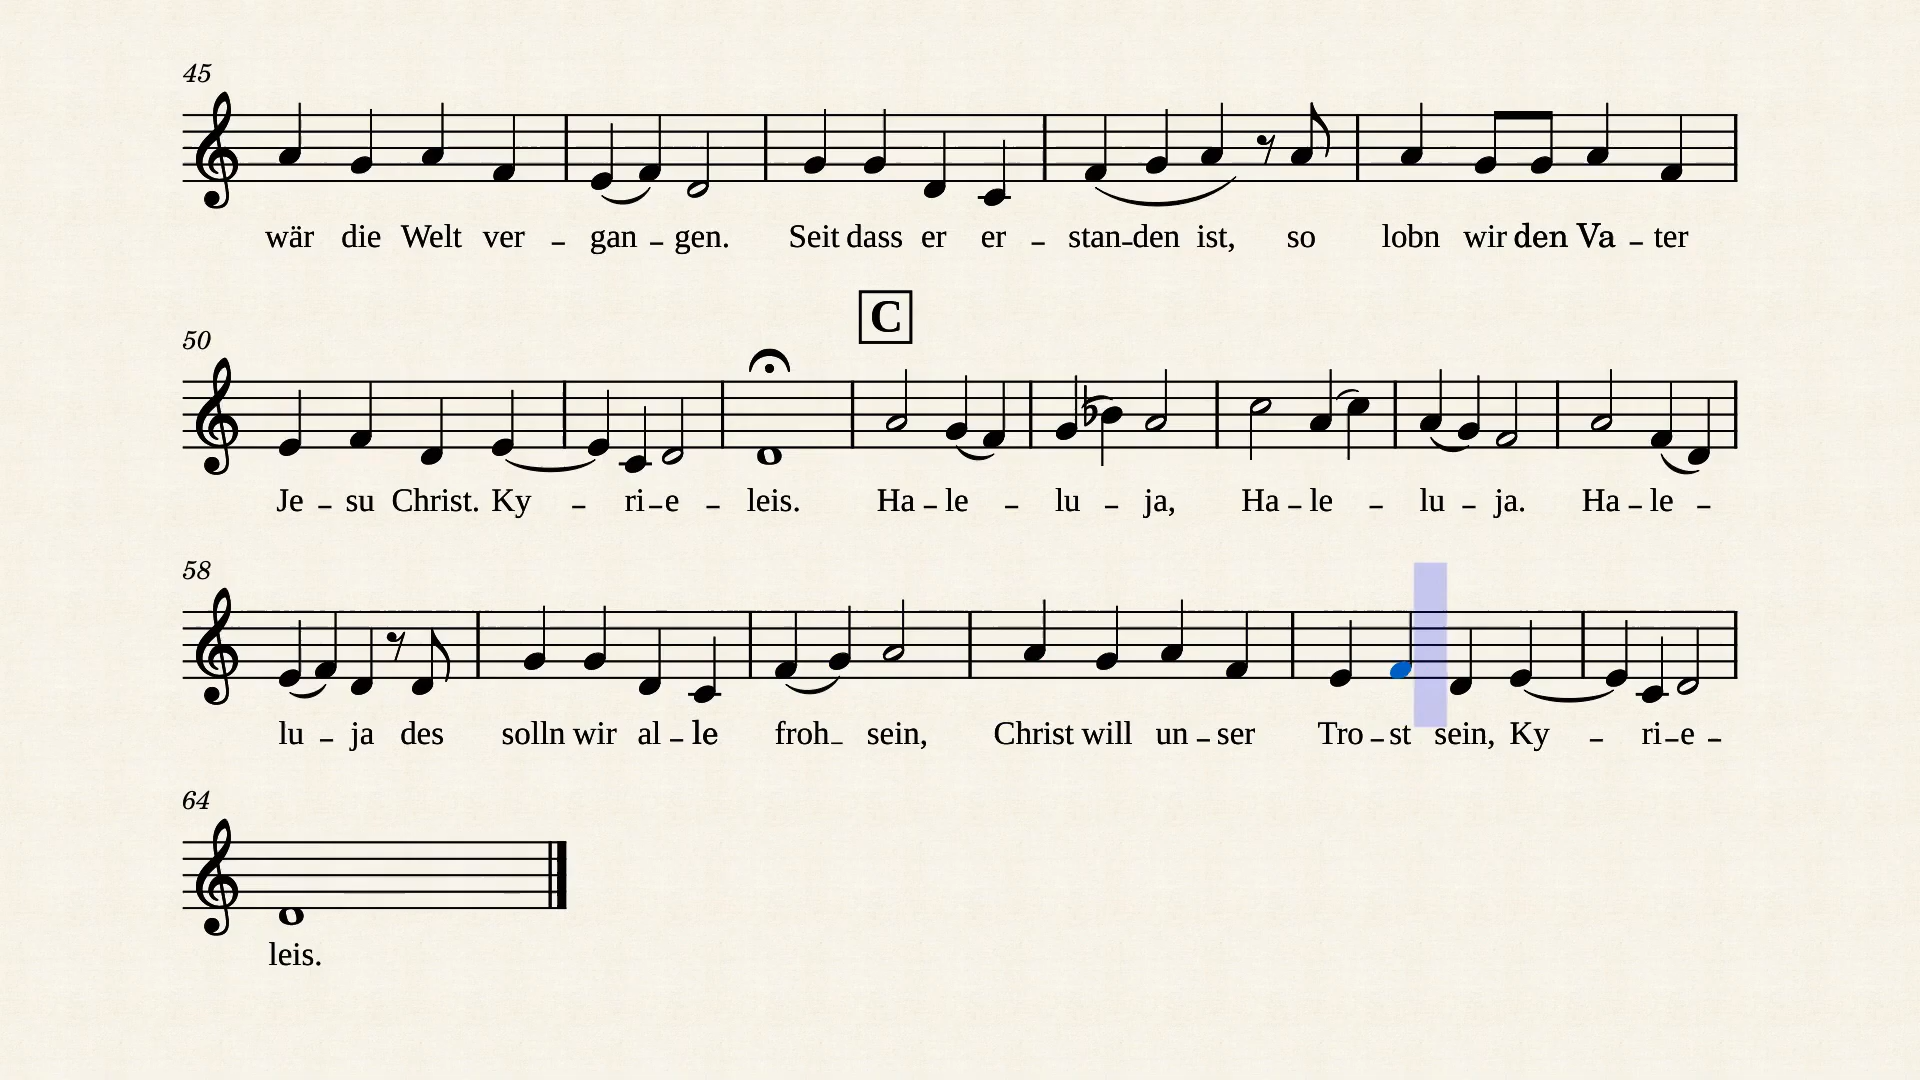 45
wär die Welt ver – gan – gen. Seit dass er er – stan–den ist, so lobn wir den Va – ter
C
50
Je – su Christ. Ky – ri–e – leis. Ha – le – lu – ja, Ha – le – lu – ja. Ha – le –
58
lu – ja des solln wir al – le froh_ sein, Christ will un – ser Tro – st sein, Ky – ri–e –
64
leis.